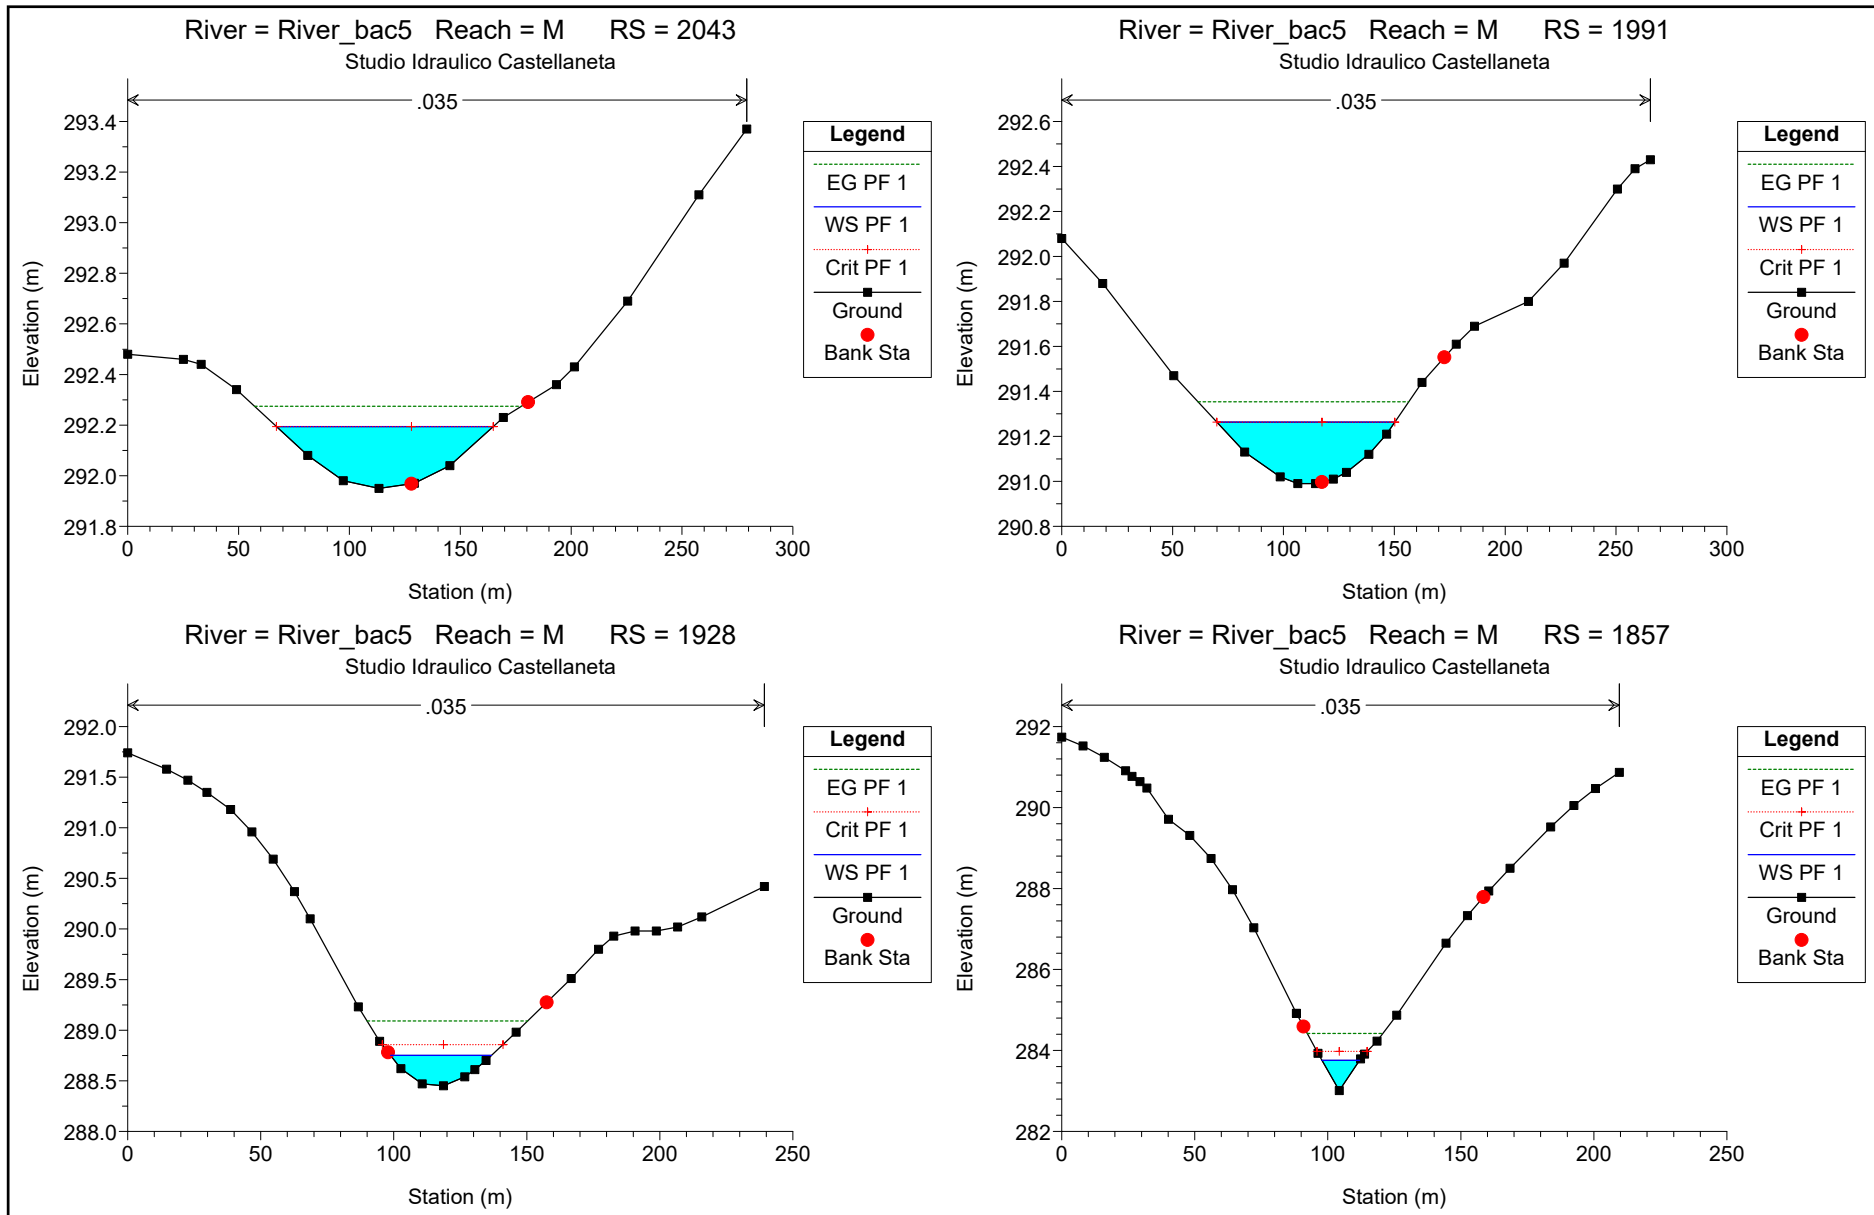 River = River_bac5 Reach = M RS = 2043
Studio Idraulico Castellaneta
.035
293.4
293.2
293.0
292.8
292.6
292.4
292.2
292.0
291.8
Elevation (m)
0 50 100 150 200 250 300
Station (m)
Legend
EG PF 1
WS PF 1
Crit PF 1
Ground
Bank Sta
River = River_bac5 Reach = M RS = 1991
Studio Idraulico Castellaneta
.035
292.6
292.4
292.2
292.0
291.8
291.6
291.4
291.2
291.0
290.8
Elevation (m)
0 50 100 150 200 250 300
Station (m)
Legend
EG PF 1
WS PF 1
Crit PF 1
Ground
Bank Sta
River = River_bac5 Reach = M RS = 1928
Studio Idraulico Castellaneta
.035
292.0
291.5
291.0
290.5
290.0
289.5
289.0
288.5
288.0
Elevation (m)
0 50 100 150 200 250
Station (m)
Legend
EG PF 1
Crit PF 1
WS PF 1
Ground
Bank Sta
River = River_bac5 Reach = M RS = 1857
Studio Idraulico Castellaneta
.035
292
290
288
286
284
282
Elevation (m)
0 50 100 150 200 250
Station (m)
Legend
EG PF 1
Crit PF 1
WS PF 1
Ground
Bank Sta